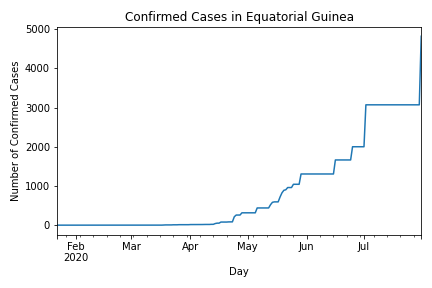 Confirmed Cases in Equatorial Guinea
5000
4000
3000
2000
1000
0
Number of Confirmed Cases
Feb
2020
Mar
Apr
May
Jun
Jul
Day